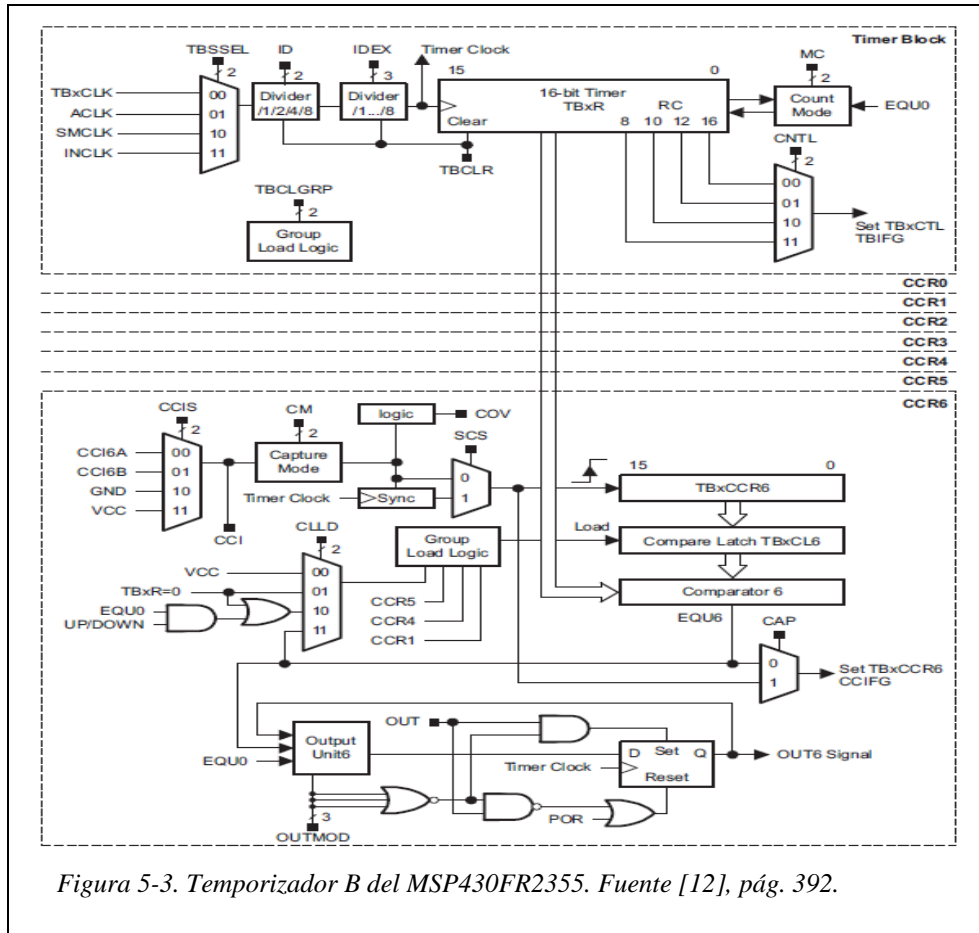 Timer Block
TBSSEL
ID
IDEX
Timer Clock
MC
2
2
3
15
0
2
TBxCLK
ACLK
SMCLK
INCLK
00
01
10
11
Divider
/1/2/4/8
Divider
/1.../8
16-bit Timer
TBxR
RC
Clear
8 10 12 16
Count
Mode
EQU0
TBCLR
CNTL
2
00
01
10
11
Set TBxCTL
TBIFG
TBCLGRP
2
Group
Load Logic
CCR0
CCR1
CCR2
CCR3
CCR4
CCR5
CCR6
CCIS
2
CM
2
logic
COV
SCS
CCI6A
CCI6B
GND
VCC
00
01
10
11
Capture
Mode
0
1
Timer Clock
Sync
CCI
15
0
TBxCCR6
Load
Compare Latch TBxCL6
Comparator 6
EQU6
CLLD
2
Group
Load Logic
VCC
TBxR=0
EQU0
UP/DOWN
00
01
10
11
CCR5
CCR4
CCR1
CAP
0
1
Set TBxCCR6
CCIFG
OUT
EQU0
Output
Unit6
Timer Clock
D Set Q
Reset
OUT6 Signal
POR
3
OUTMOD
Figura 5-3. Temporizador B del MSP430FR2355. Fuente [12], pág. 392.